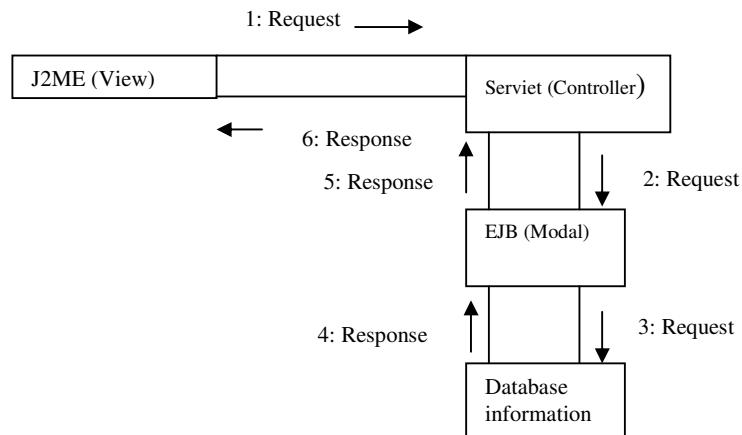 1: Request
J2ME (View)
Serviet (Controller)
6: Response
5: Response
2: Request
EJB (Modal)
4: Response
3: Request
Database
information